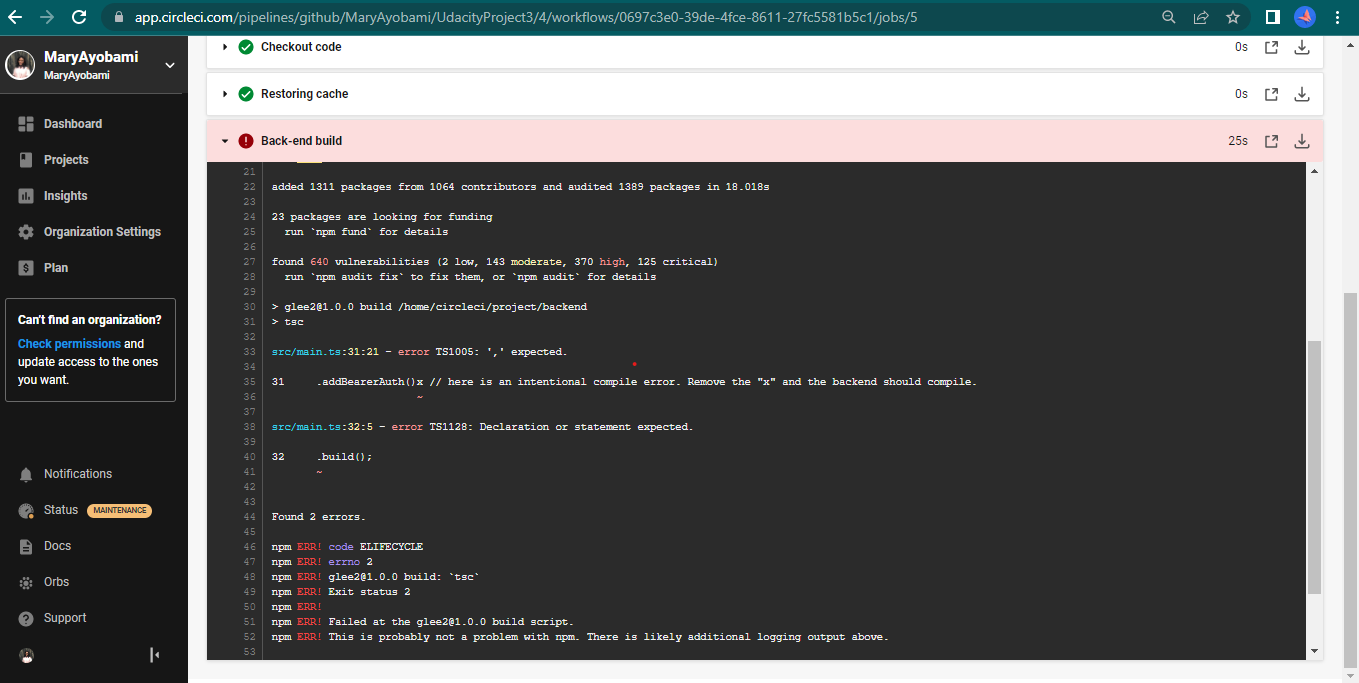 app.circleci.com/pipelines/github/MaryAyobami/UdacityProject3/4/workflows/0697c3e0-39de-4fce-8611-27fc5581b5c1/jobs/5
MaryAyobami
MaryAyobami
Dashboard
Projects
Insights
Organization Settings
Plan
Can't find an organization?
Check permissions and
update access to the ones
you want.
Notifications
Status MAINTENANCE
Docs
Orbs
Support
Checkout code 0s
Restoring cache 0s
Back-end build 25s
21
22 added 1311 packages from 1064 contributors and audited 1389 packages in 18.018s
23
24 23 packages are looking for funding
25 run `npm fund` for details
26
27 found 640 vulnerabilities (2 low, 143 moderate, 370 high, 125 critical)
28 run `npm audit fix` to fix them, or `npm audit` for details
29
30 > glee2@1.0.0 build /home/circleci/project/backend
31 > tsc
32
33 src/main.ts:31:21 - error TS1005: ',' expected.
34
35 31 .addBearerAuth()x // here is an intentional compile error. Remove the "x" and the backend should compile.
36 ~
37
38 src/main.ts:32:5 - error TS1128: Declaration or statement expected.
39
40 32 .build();
41 ~
42
43
44 Found 2 errors.
45
46 npm ERR! code ELIFECYCLE
47 npm ERR! errno 2
48 npm ERR! glee2@1.0.0 build: `tsc`
49 npm ERR! Exit status 2
50 npm ERR!
51 npm ERR! Failed at the glee2@1.0.0 build script.
52 npm ERR! This is probably not a problem with npm. There is likely additional logging output above.
53